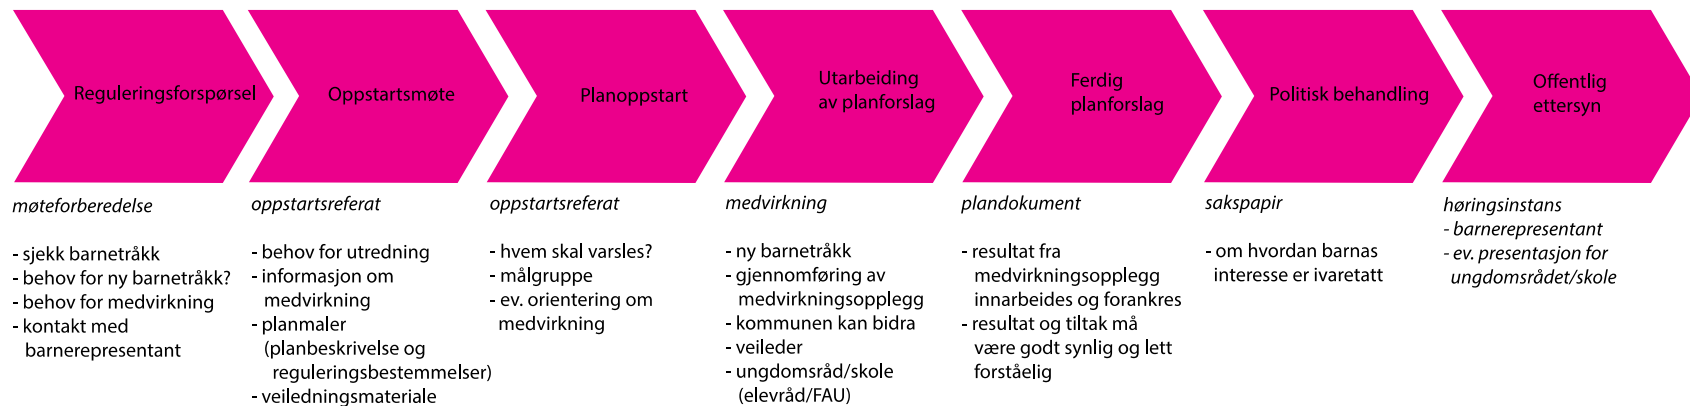 Reguleringsforspørsel
Oppstartsmøte
Planoppstart
Utarbeiding
av planforslag
Ferdig
planforslag
Politisk behandling
Offentlig
ettersyn
møteforberedelse
- sjekk barnetråkk
- behov for ny barnetråkk?
- behov for medvirkning
- kontakt med
barnerepresentant
oppstartsreferat
- behov for utredning
- informasjon om
medvirkning
- planmaler
(planbeskrivelse og
reguleringsbestemmelser)
- veiledningsmateriale
oppstartsreferat
- hvem skal varsles?
- målgruppe
- ev. orientering om
medvirkning
medvirkning
- ny barnetråkk
- gjennomføring av
medvirkningsopplegg
- kommunen kan bidra
- veileder
- ungdomsråd/skole
(elevråd/FAU)
plandokument
- resultat fra
medvirkningsopplegg
innarbeides og forankres
- resultat og tiltak må
være godt synlig og lett
forståelig
sakspapir
- om hvordan barnas
interesse er ivaretatt
høringsinstans
- barnerepresentant
- ev. presentasjon for
ungdomsrådet/skole